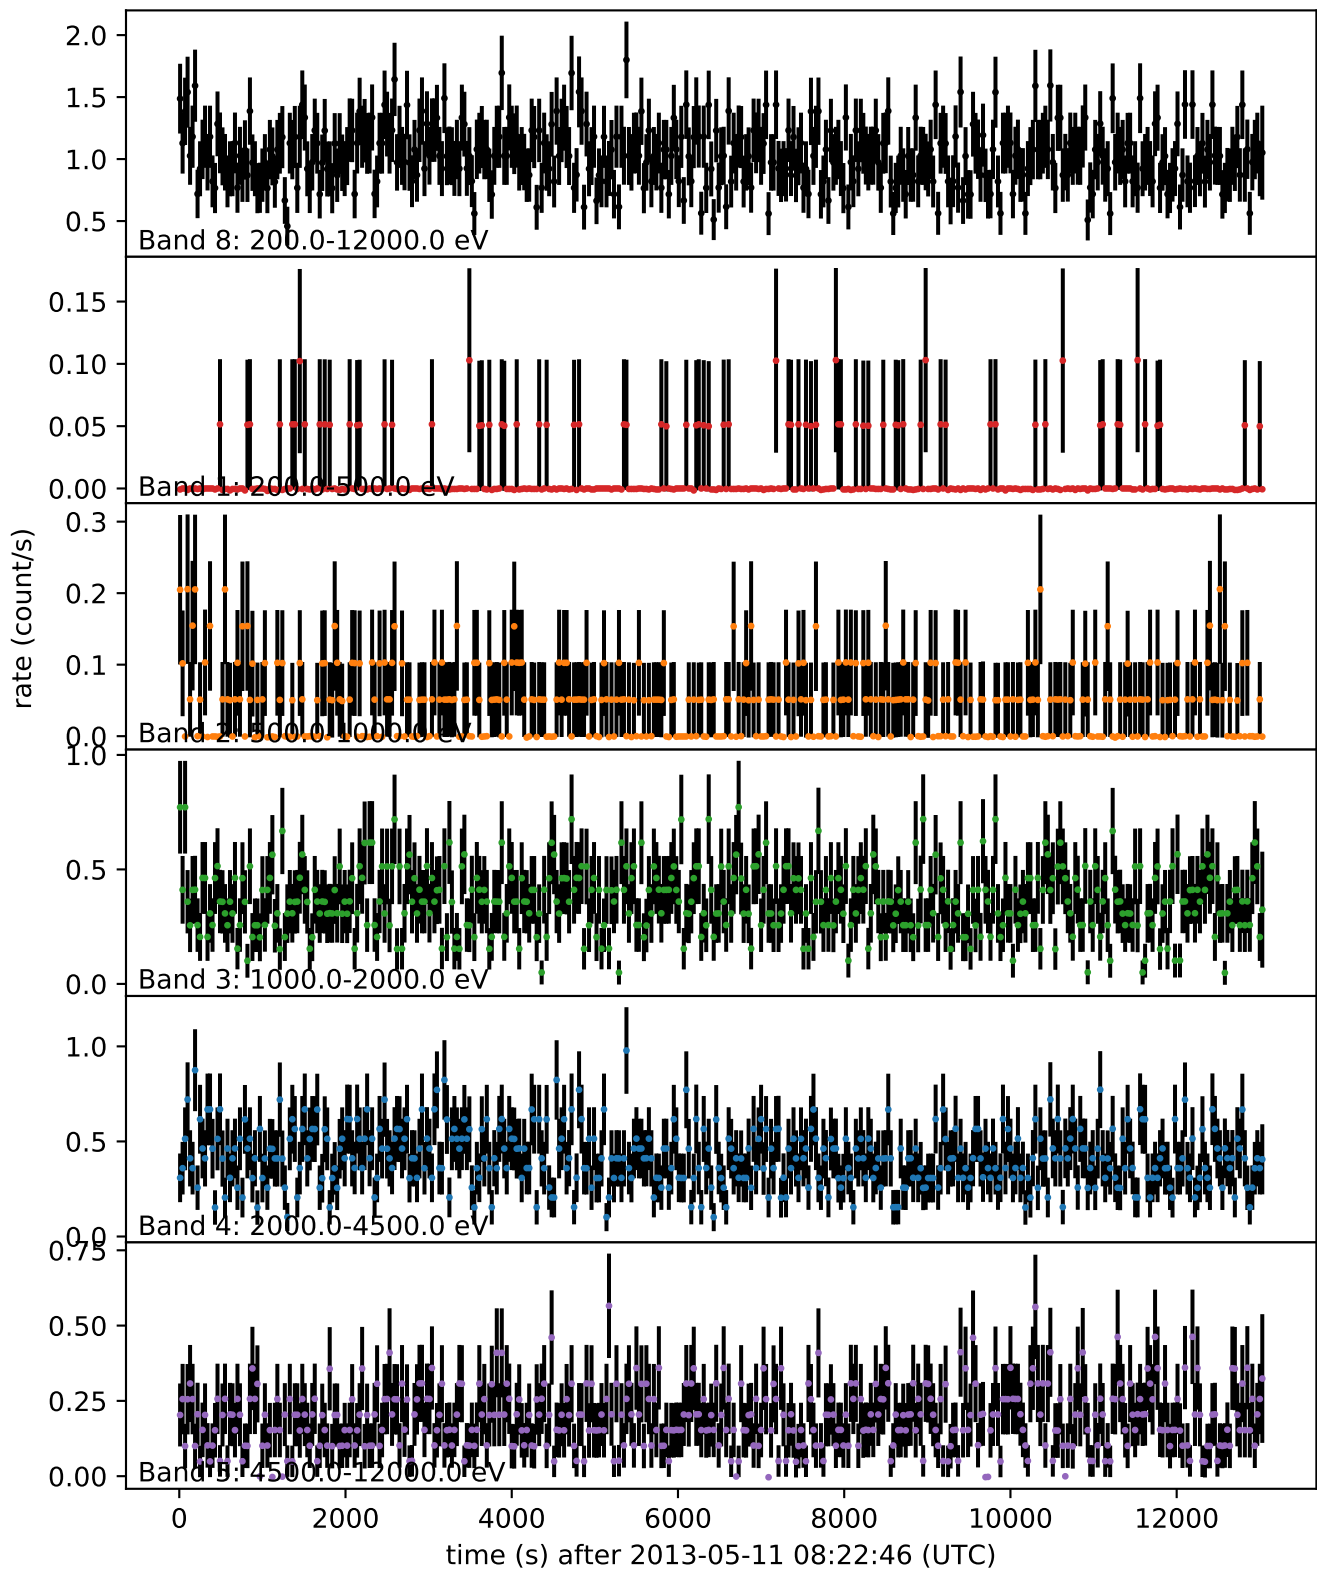 2.0
1.5
1.0
0.5
Band 8: 200.0-12000.0 eV
0.15
0.10
0.05
0.00
Band 1: 200.0-500.0 eV
0.3
0.2
0.1
0.0
Band 2: 500.0-1000.0 eV
rate (count/s)
1.0
0.5
0.0
Band 3: 1000.0-2000.0 eV
1.0
0.5
0.0
Band 4: 2000.0-4500.0 eV
0.75
0.50
0.25
0.00
Band 5: 4500.0-12000.0 eV
0 2000 4000 6000 8000 10000 12000
time (s) after 2013-05-11 08:22:46 (UTC)